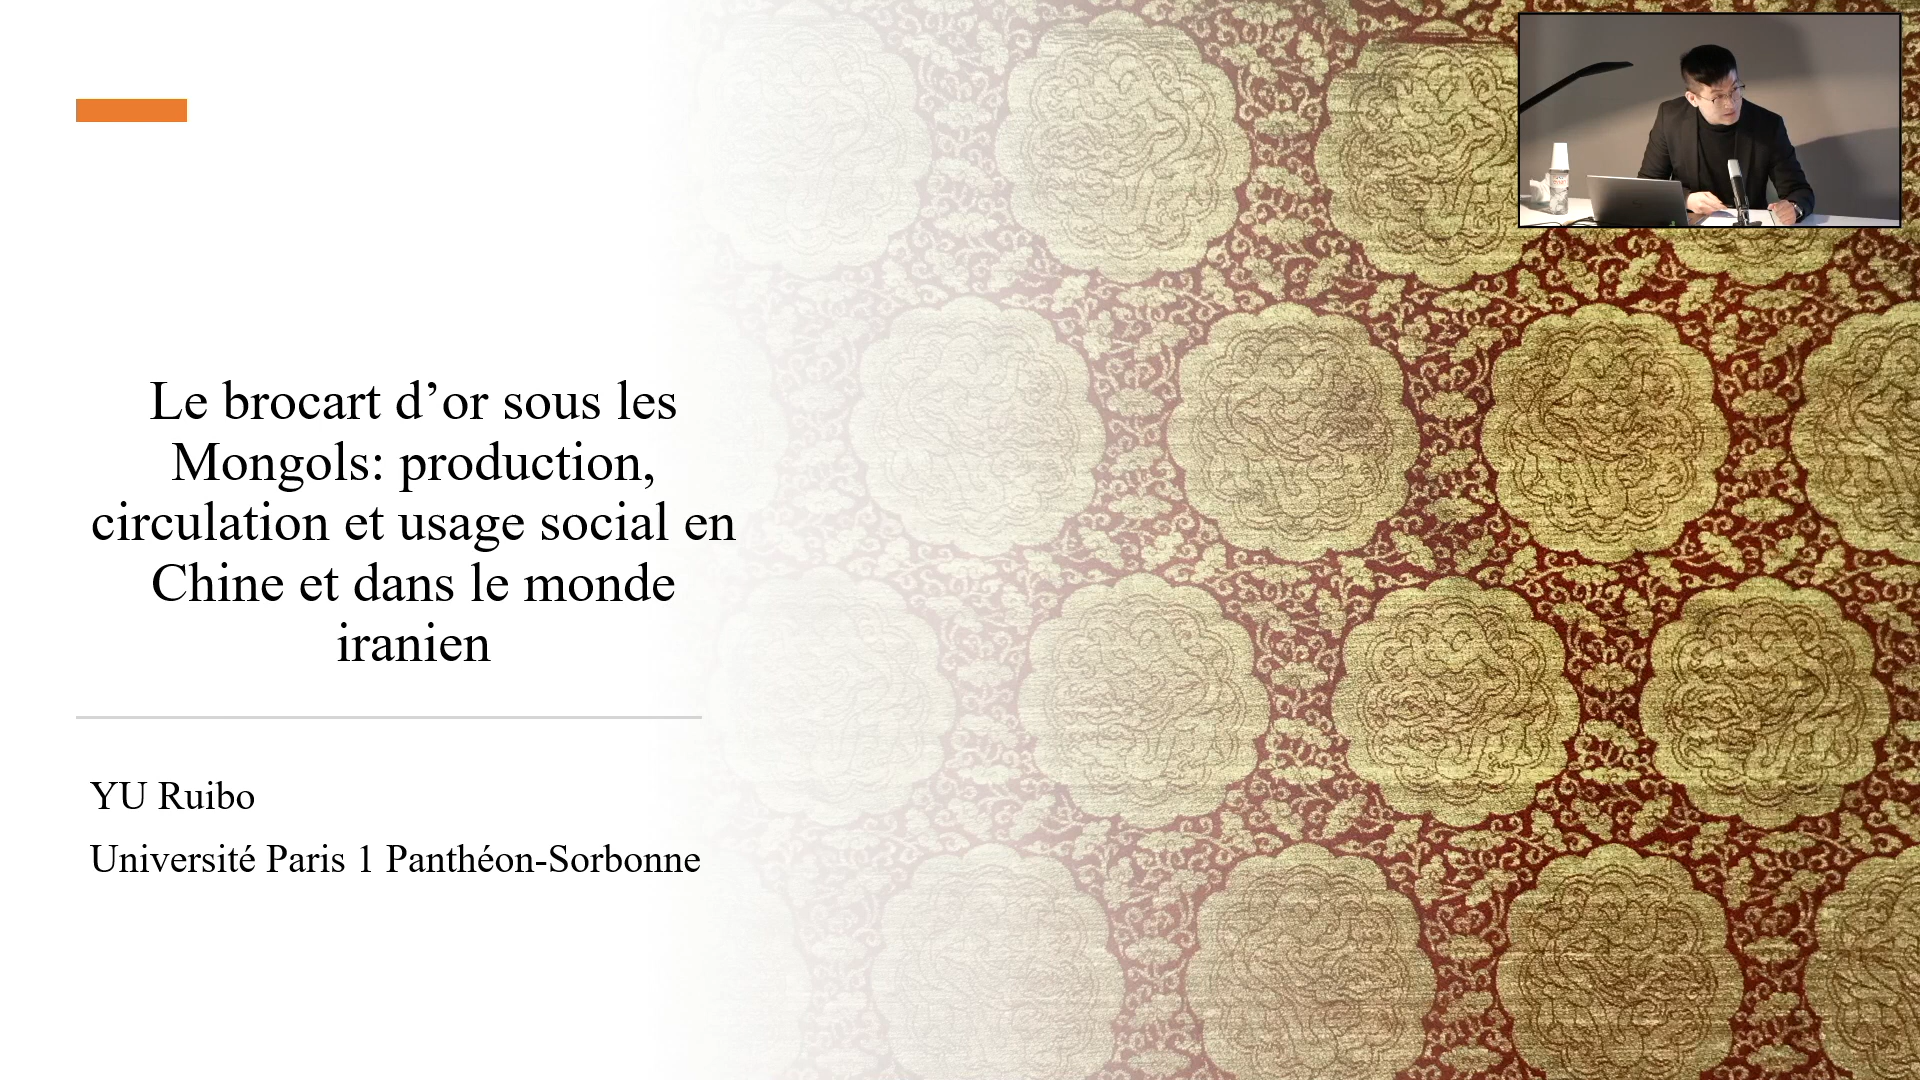 Le brocart d’or sous les
Mongols: production,
circulation et usage social en
Chine et dans le monde
iranien
YU Ruibo
Université Paris 1 Panthéon-Sorbonne